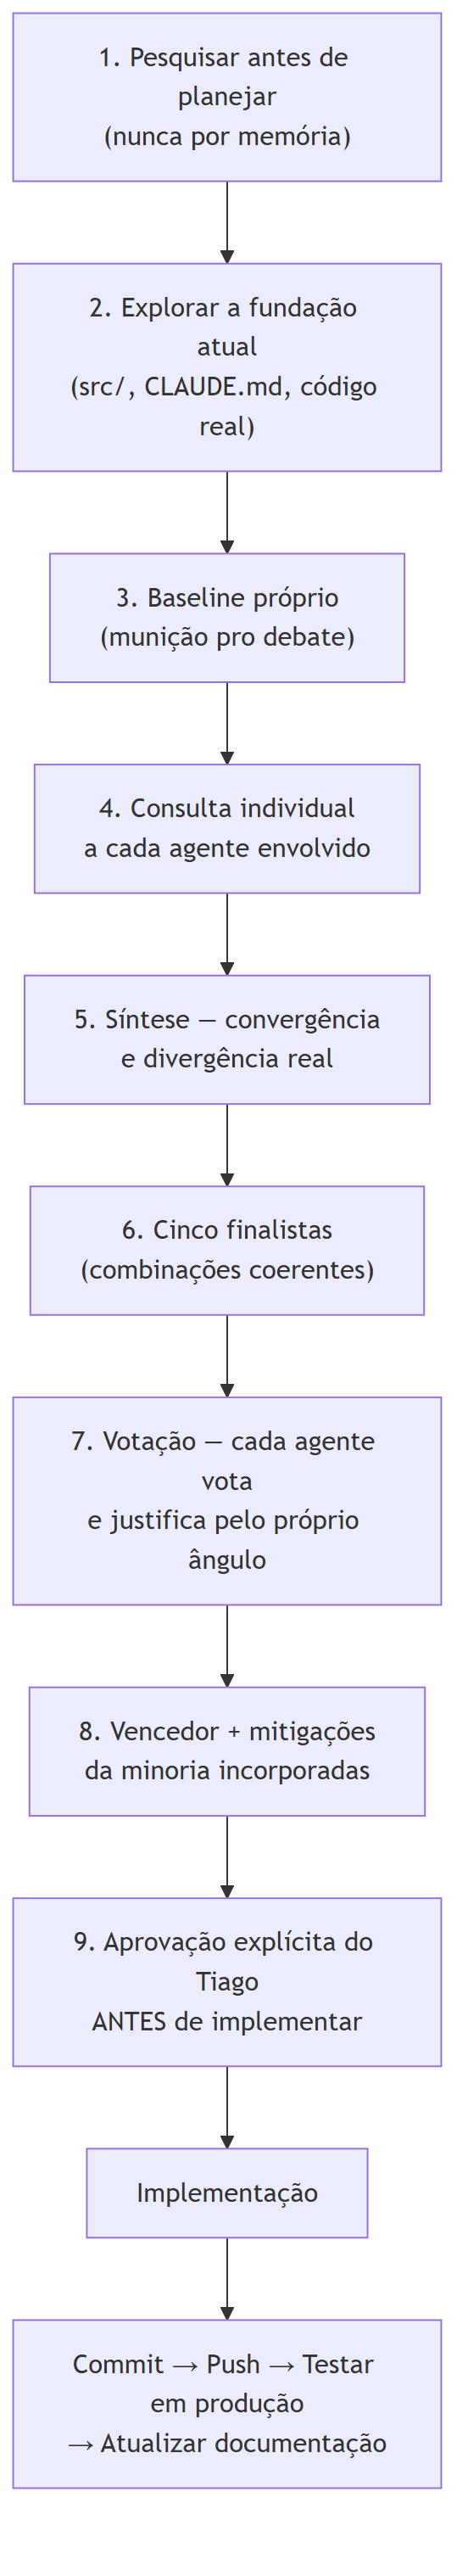 1. Pesquisar antes de
planejar
(nunca por memória)
2. Explorar a fundação
atual
(src/, CLAUDE.md, código
real)
3. Baseline próprio
(munição pro debate)
4. Consulta individual
a cada agente envolvido
5. Síntese — convergência
e divergência real
6. Cinco finalistas
(combinações coerentes)
7. Votação — cada agente
vota
e justifica pelo próprio
ângulo
8. Vencedor + mitigações
da minoria incorporadas
9. Aprovação explícita do
Tiago
ANTES de implementar
Implementação
Commit → Push → Testar
em produção
→ Atualizar documentação